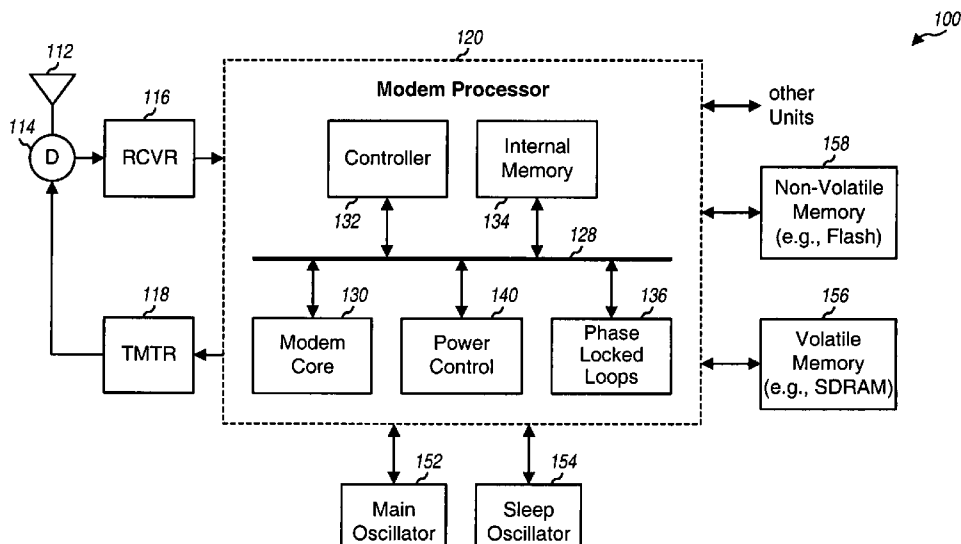 100
120
112
Modem Processor
116
114
D
RCVR
Controller
132
Internal
Memory
134
other
Units
158
Non-Volatile
Memory
(e.g., Flash)
128
118
TMTR
130
Modem
Core
140
Power
Control
136
Phase
Locked
Loops
156
Volatile
Memory
(e.g., SDRAM)
152
Main
Oscillator
154
Sleep
Oscillator